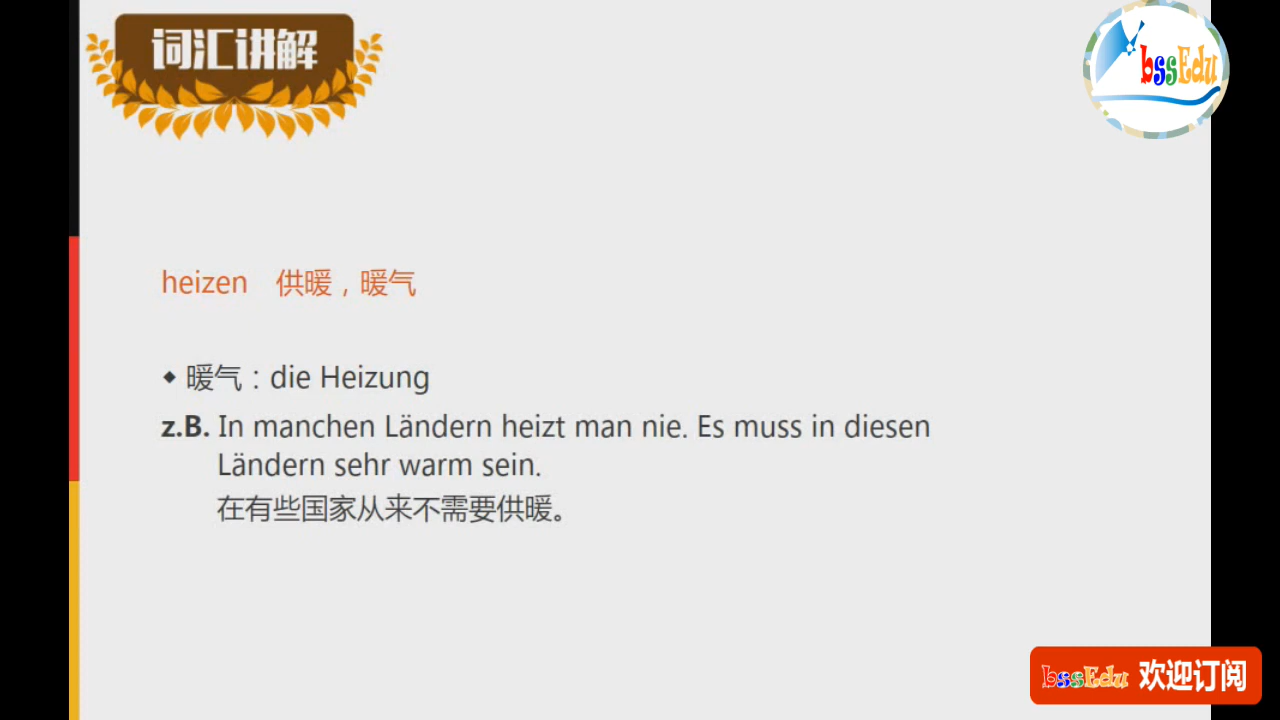 词汇讲解
bssEdu
heizen 供暖，暖气
◆ 暖气：die Heizung
z.B. In manchen Ländern heizt man nie. Es muss in diesen
Ländern sehr warm sein.
在有些国家从来不需要供暖。
bssEdu 欢迎订阅